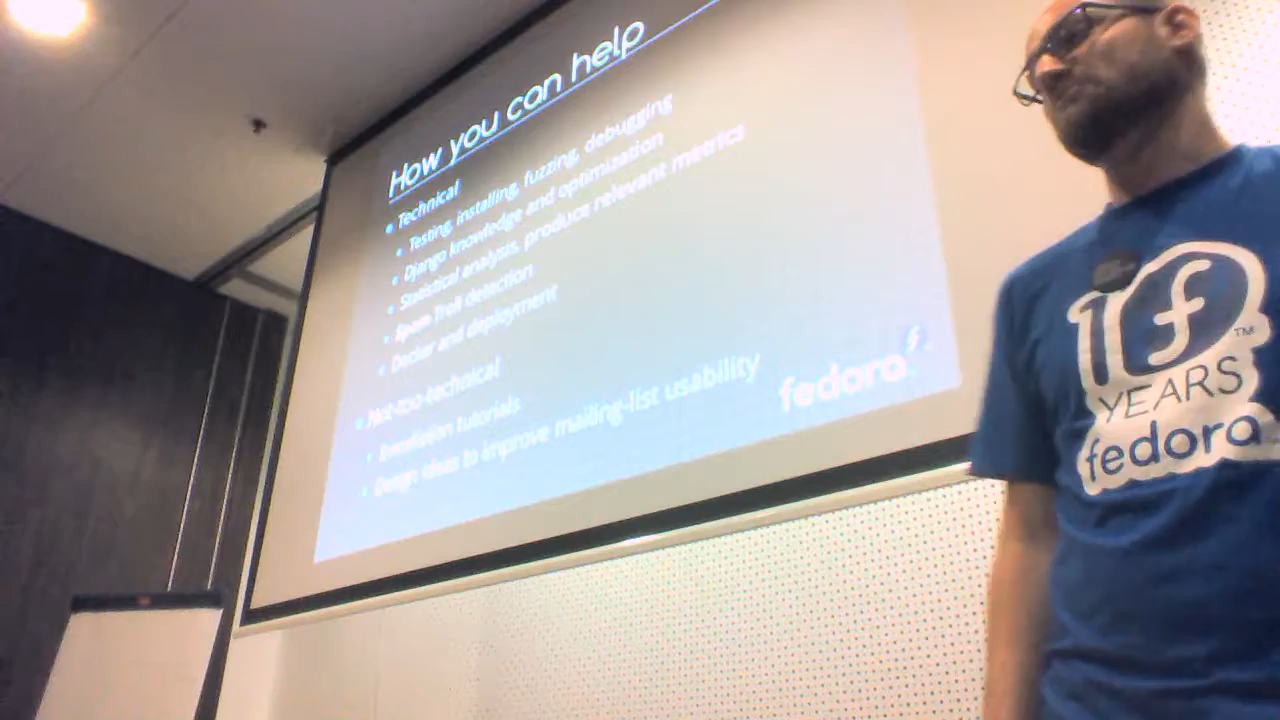 How you can help
Technical
Testing, installing, fuzzing, debugging
Django knowledge and optimization
Statistical analysis, produce relevant metrics
Spam Troll detection
Docker and deployment
Not-too-technical
tutorials
Design ideas to improve mailing-list usability
fedora
10
YEARS
fedora
TM